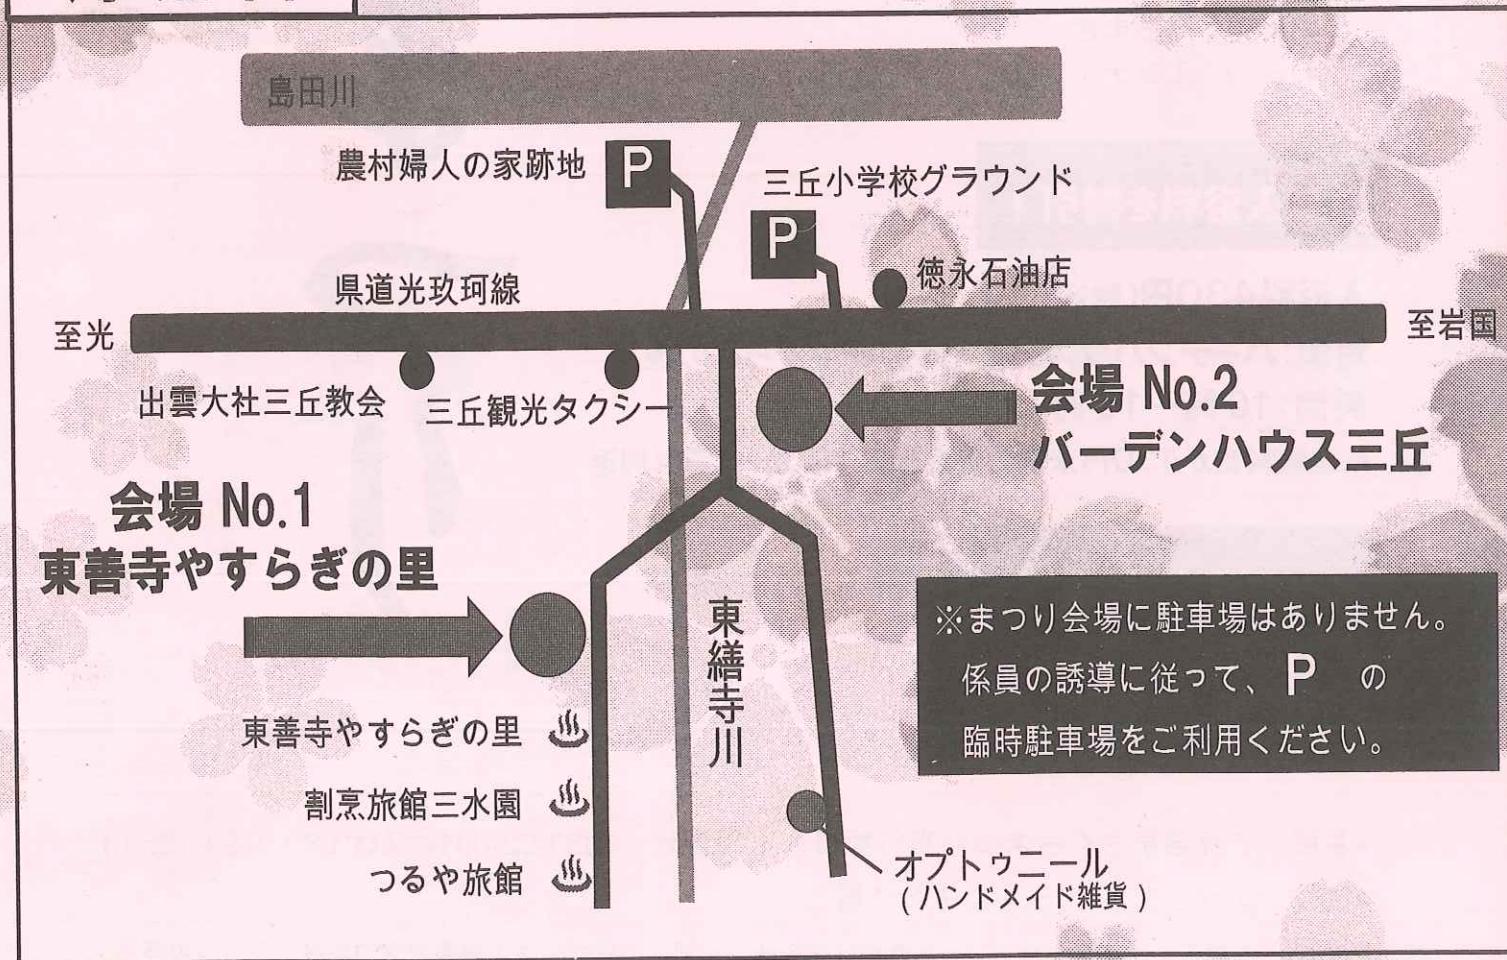 島田川
農村婦人の家跡地
P
三丘小学校グラウンド
P
徳永石油店
県道光玖珂線
至光
至岩国
出雲大社三丘教会
三丘観光タクシー
会場 No.2
バーデンハウス三丘
会場 No.1
東善寺やすらぎの里
東繕寺川
※まつり会場に駐車場はありません。
係員の誘導に従って、 P の
臨時駐車場をご利用ください。
東善寺やすらぎの里
割烹旅館三水園
つるや旅館
オプトゥニール
(ハンドメイド雑貨)